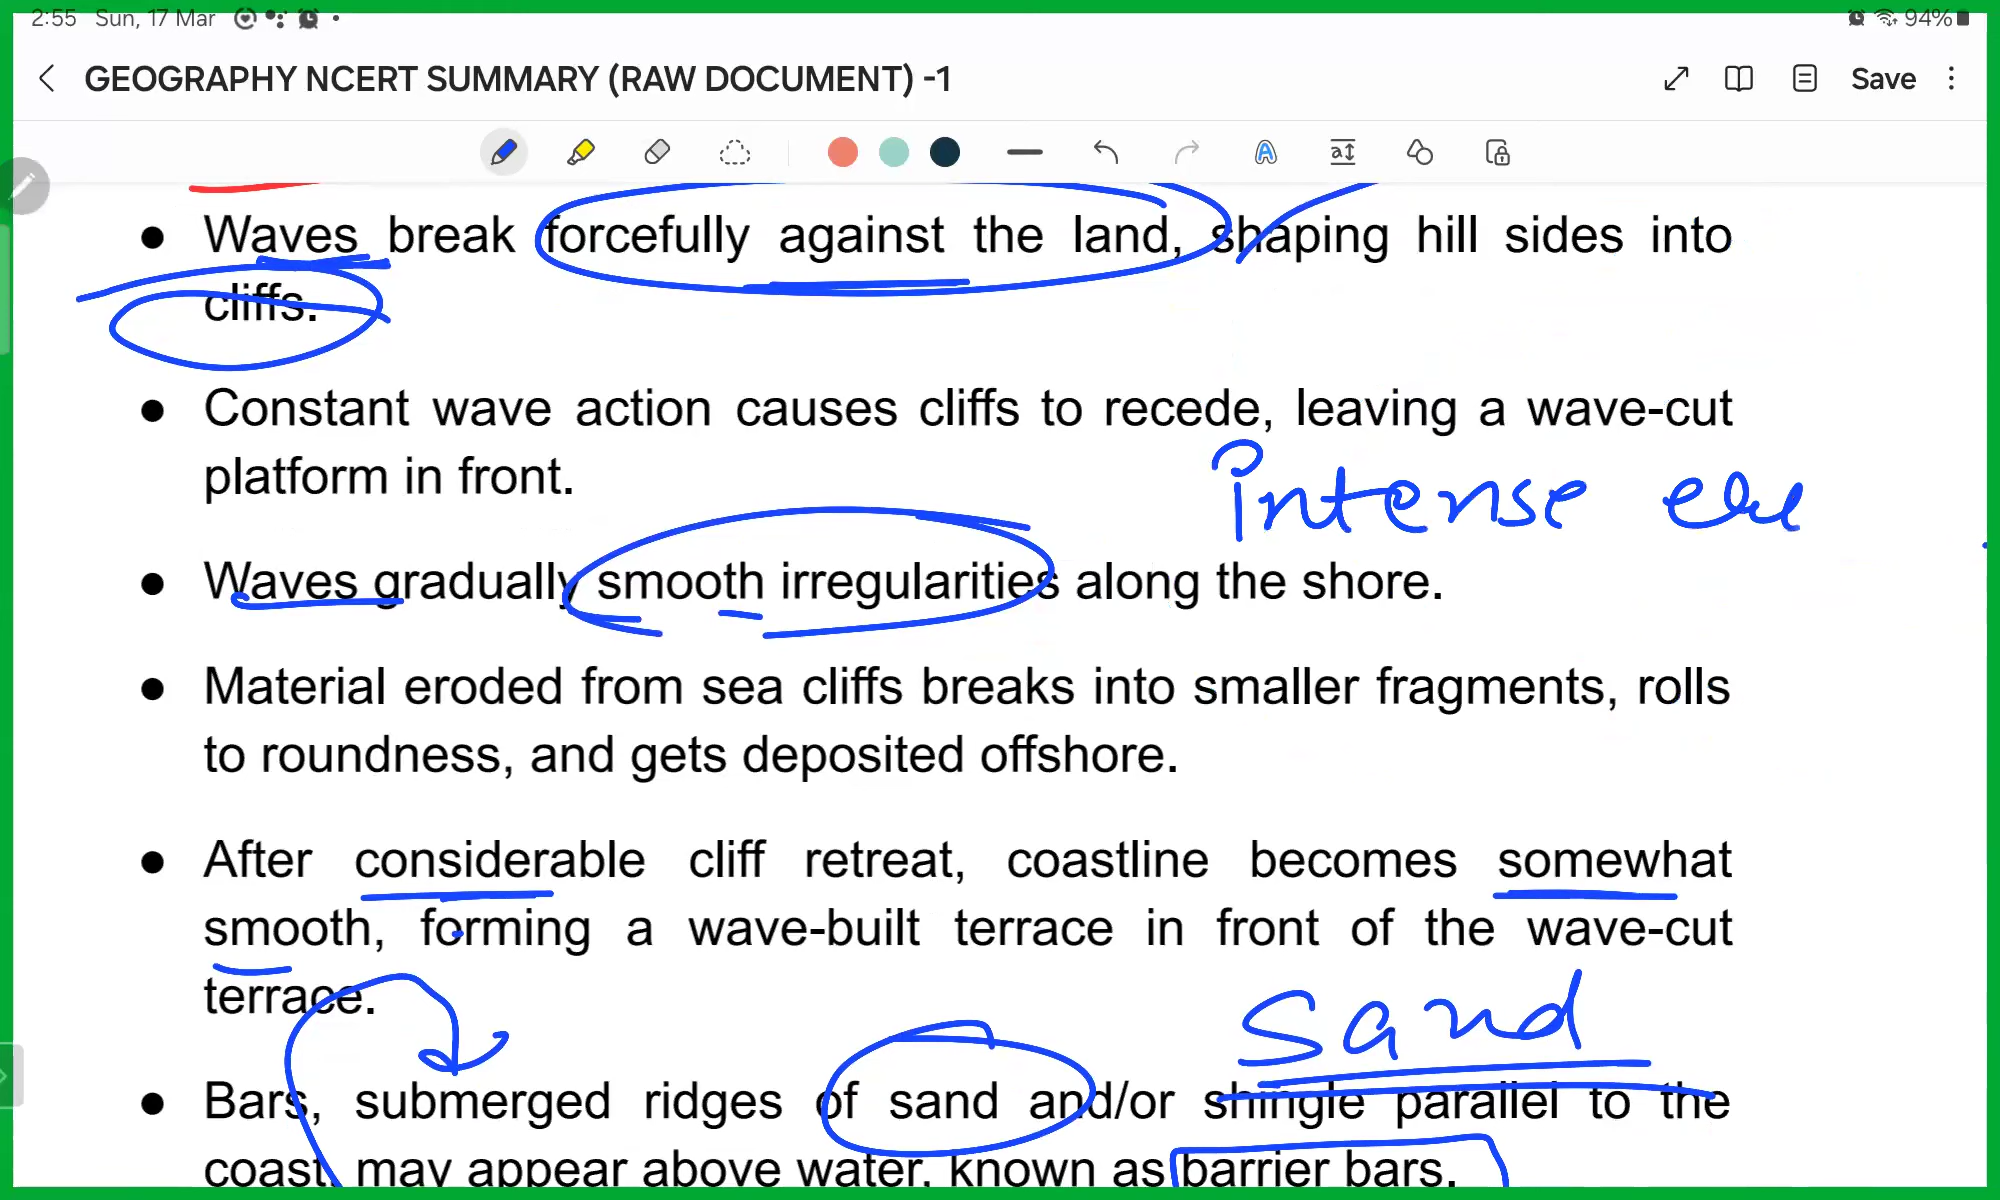 2:55 Sun, 17 Mar 94%
GEOGRAPHY NCERT SUMMARY (RAW DOCUMENT) -1 Save
● Waves break forcefully against the land, shaping hill sides into
cliffs.
● Constant wave action causes cliffs to recede, leaving a wave-cut
platform in front.
intense
● Waves gradually smooth irregularities along the shore.
● Material eroded from sea cliffs breaks into smaller fragments, rolls
to roundness, and gets deposited offshore.
● After considerable cliff retreat, coastline becomes somewhat
smooth, forming a wave-built terrace in front of the wave-cut
terrace.
sand
● Bars, submerged ridges of sand and/or shingle parallel to the
coast, may appear above water, known as barrier bars.